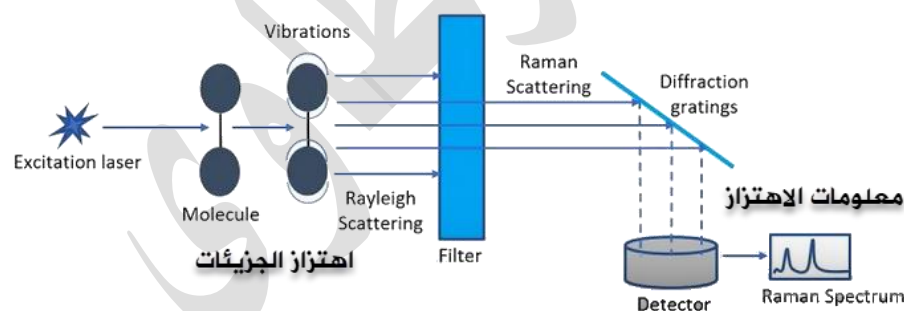 Vibrations
Raman
Scattering
Diffraction
gratings
Excitation laser
Molecule
Rayleigh
Scattering
معلومات الاهتزاز
اهتزاز الجزيئات
Filter
Detector
Raman Spectrum